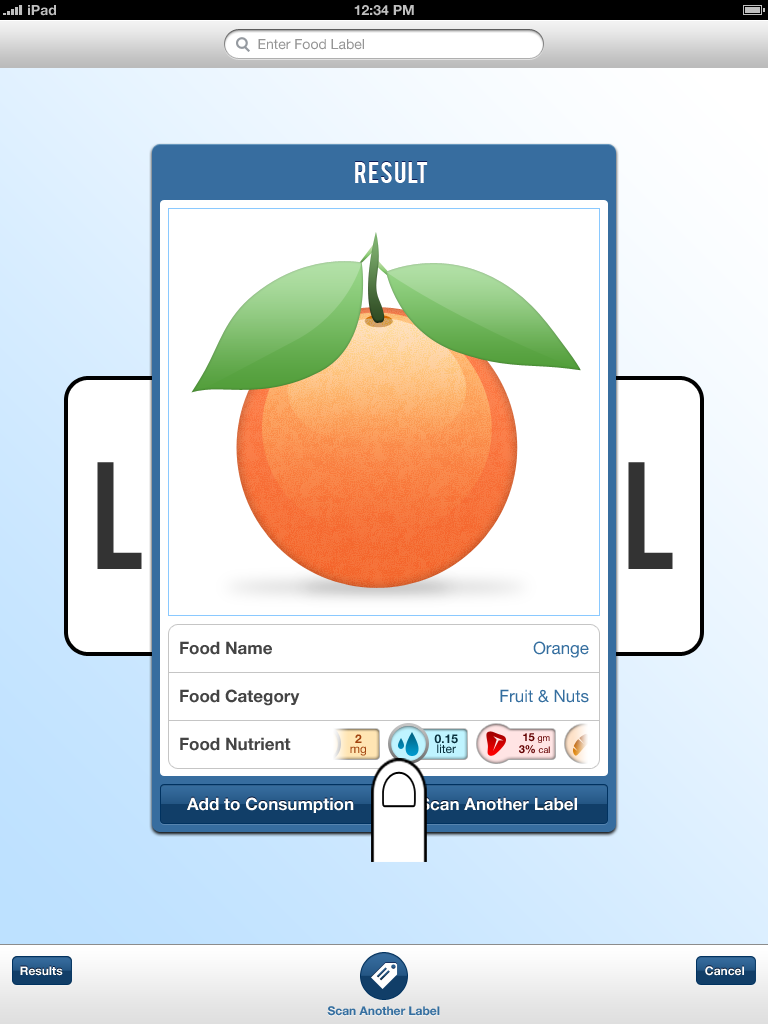 iPad 12:34 PM
Enter Food Label
RESULT
L L
Food Name Orange
Food Category Fruit & Nuts
Food Nutrient 2 mg 0.15 liter 15 gm 3% cal
Add to Consumption Scan Another Label
Results Cancel
Scan Another Label